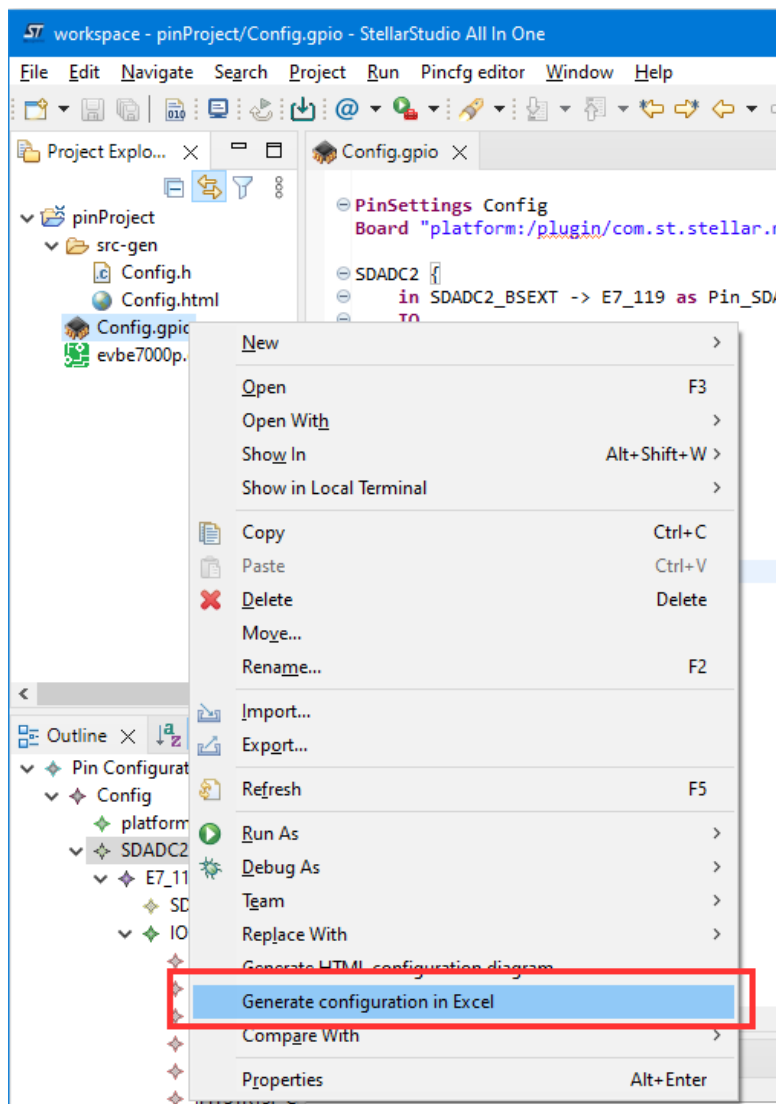 workspace - pinProject/Config.gpio - StellarStudio All In One
File Edit Navigate Search Project Run Pincfg editor Window Help
Project Explo...
Config.gpio
pinProject
src-gen
Config.h
Config.html
Config.gpio
evbe7000p.
PinSettings Config
Board "platform:/plugin/com.st.stellar.
SDADC2 {
in SDADC2_BSEXT -> E7_119 as Pin_SDA
IO
New
Open F3
Open With
Show In Alt+Shift+W
Show in Local Terminal
Copy Ctrl+C
Paste Ctrl+V
Delete Delete
Move...
Rename... F2
Import...
Export...
Refresh F5
Run As
Debug As
Team
Replace With
Generate HTML configuration diagram
Generate configuration in Excel
Compare With
Properties Alt+Enter
Outline
Pin Configurat
Config
platform
SDADC2
E7_11
SD
IO